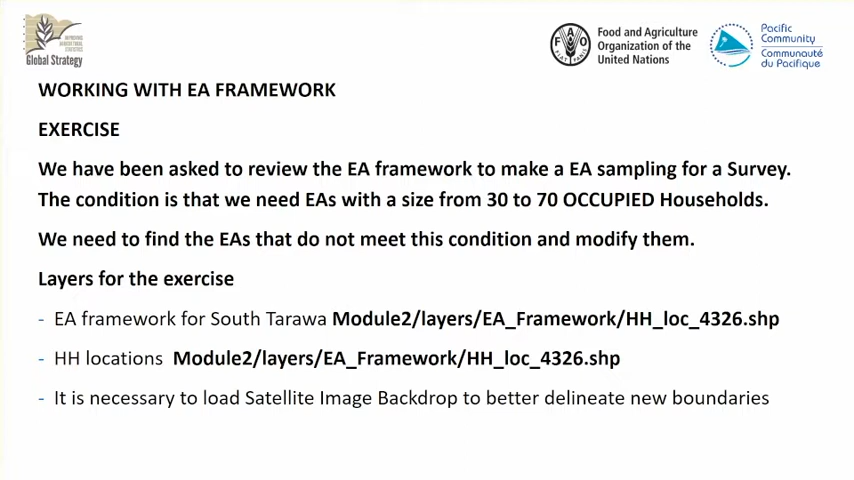 Global Strategy
Food and Agriculture
Organization of the
United Nations
Pacific
Community
Communauté
du Pacifique
WORKING WITH EA FRAMEWORK
EXERCISE
We have been asked to review the EA framework to make a EA sampling for a Survey.
The condition is that we need EAs with a size from 30 to 70 OCCUPIED Households.
We need to find the EAs that do not meet this condition and modify them.
Layers for the exercise
- EA framework for South Tarawa Module2/layers/EA_Framework/HH_loc_4326.shp
- HH locations Module2/layers/EA_Framework/HH_loc_4326.shp
- It is necessary to load Satellite Image Backdrop to better delineate new boundaries